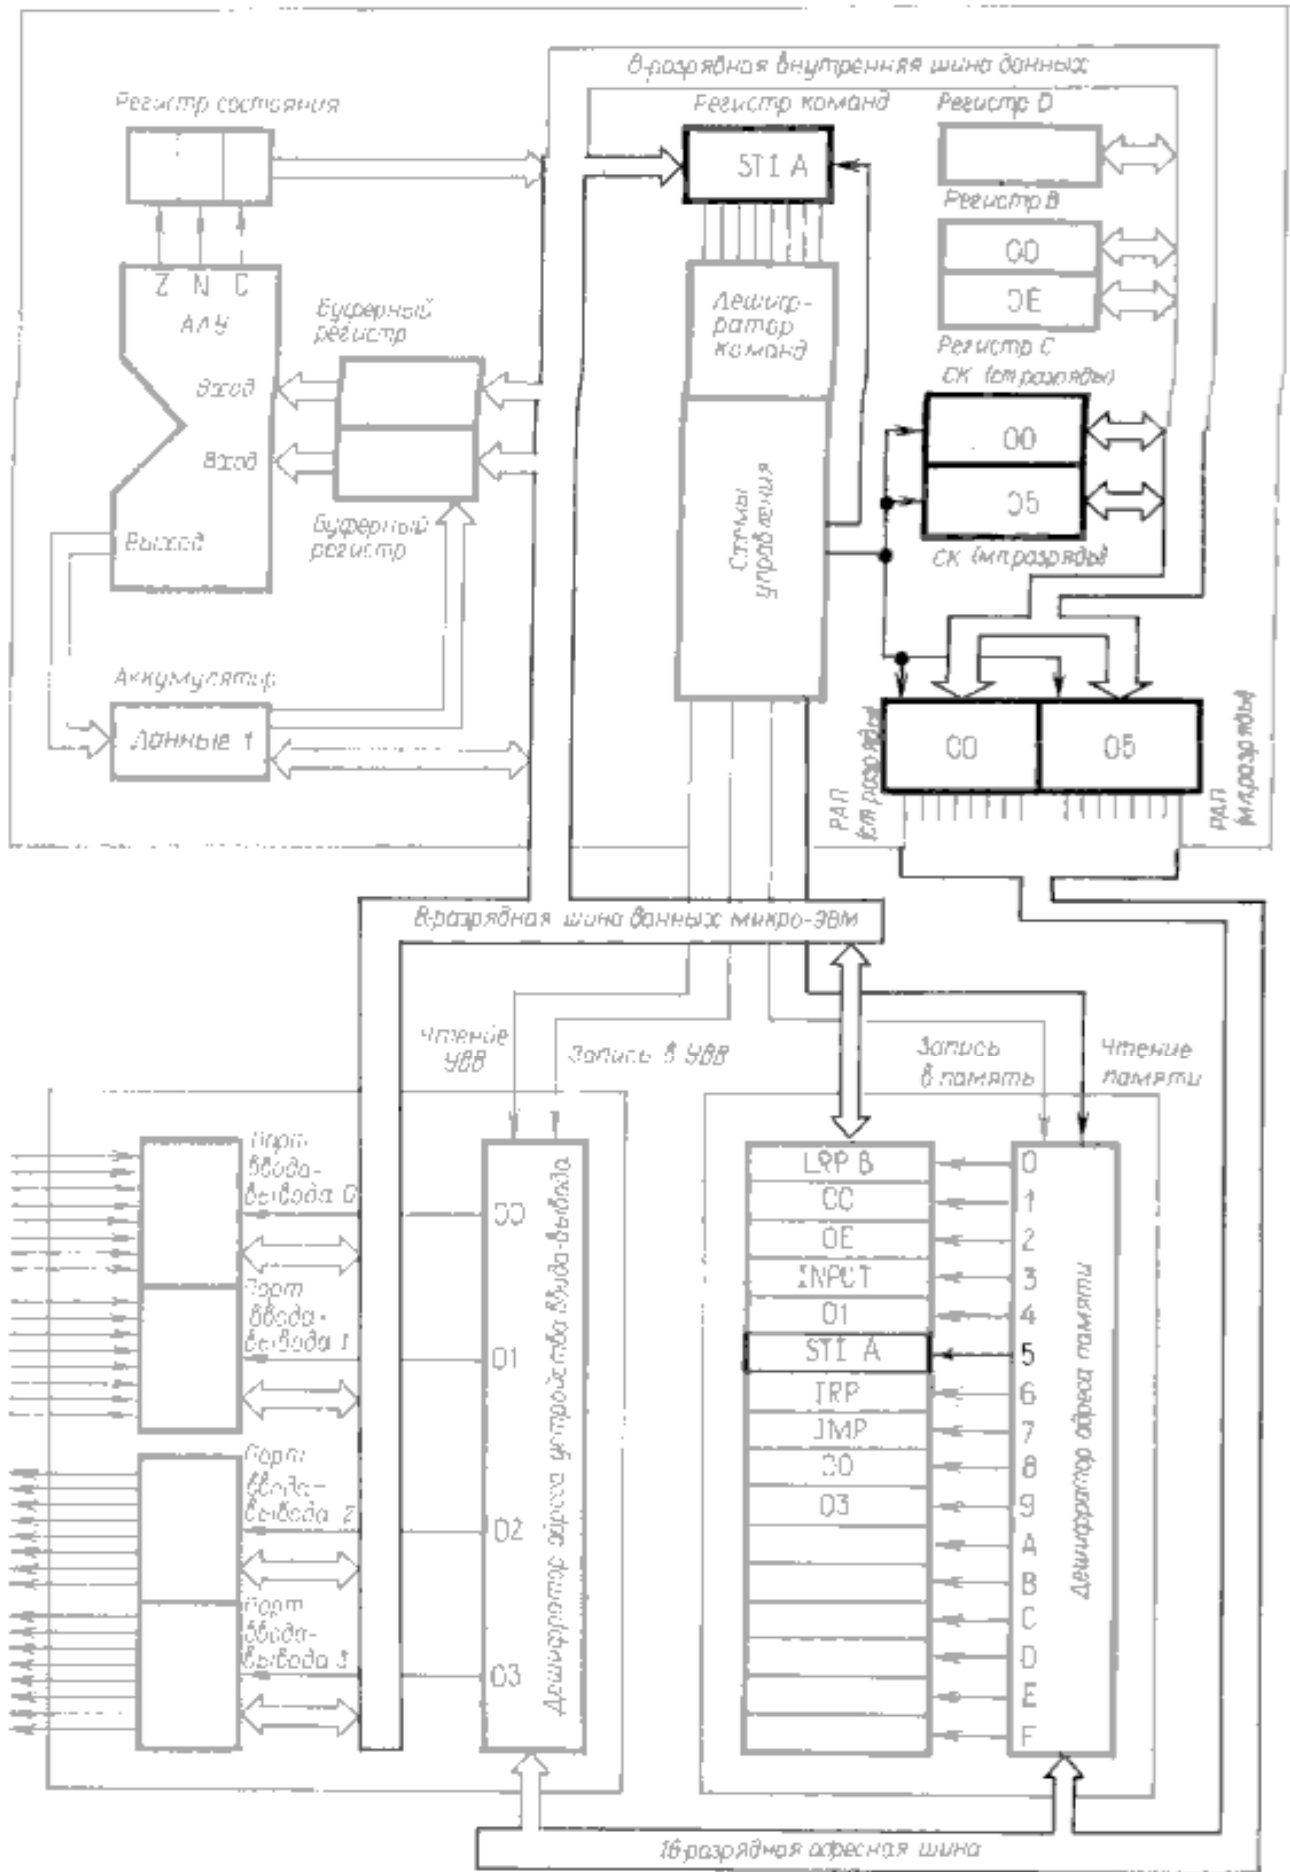 8-разрядная внутренняя шина данных
Регистр состояния
Регистр команд
Регистр D
STI A
Регистр B
00
0E
Регистр C
Z N C
АЛУ
Буферный
регистр
Вход
Вход
Буферный
регистр
Выход
Дешиф-
ратор
команд
Схемы
управления
СК (ст.разряды)
00
05
СК (мл.разряды)
Аккумулятор
Данные 1
РАП
(ст.разряды)
00
05
РАП
(мл.разряды)
8-разрядная шина данных микро-ЭВМ
Чтение
УВВ
Запись в УВВ
Запись
в память
Чтение
памяти
Порт
ввода-
вывода 0
Порт
ввода-
вывода 1
Порт
ввода-
вывода 2
Порт
ввода-
вывода 3
00
01
02
03
Дешифратор адреса устройства ввода-вывода
LRP B 0
00 1
0E 2
INPUT 3
01 4
STI A 5
IRP 6
JMP 7
00 8
03 9
A
B
C
D
E
F
Дешифратор адреса памяти
16-разрядная адресная шина